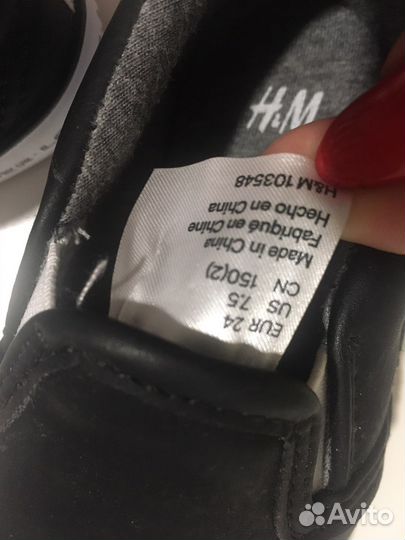 H&M
EUR 24
US 7.5
CN 150(2)
Made in China
Fabriqué en Chine
Hecho en China
H&M 103548
Avito